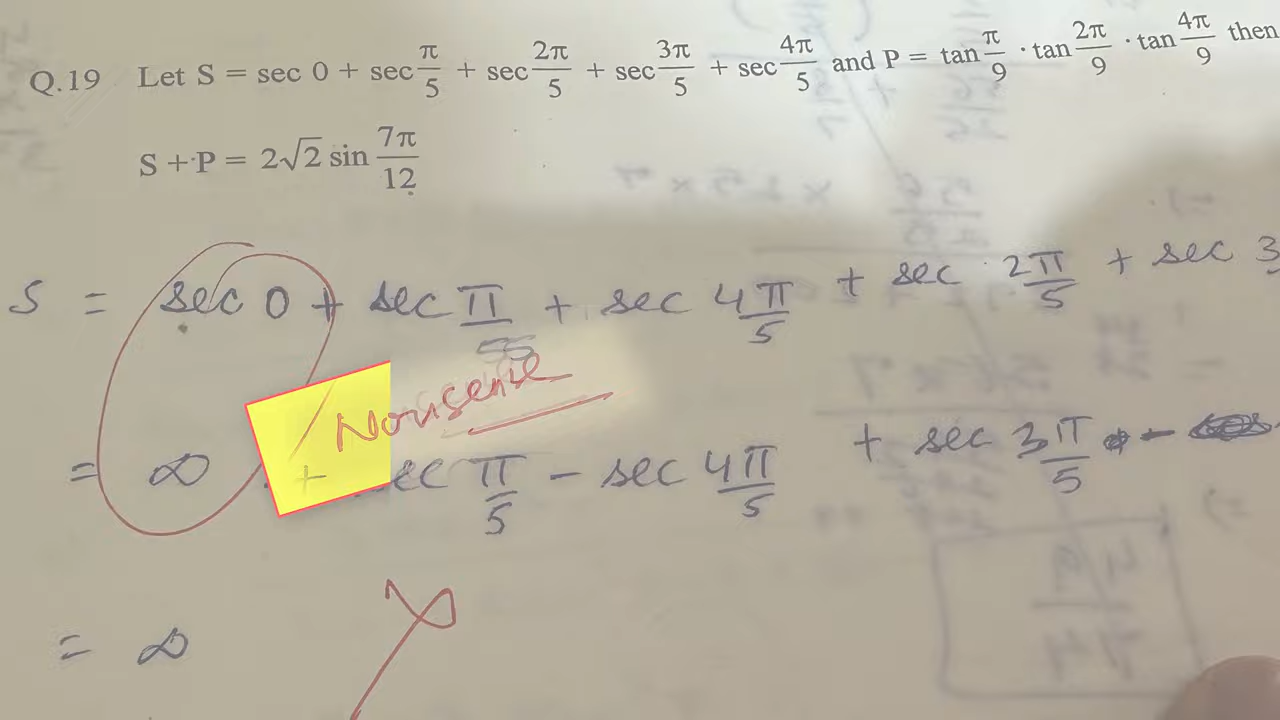 Q.19 Let S = sec 0 + sec π/5 + sec 2π/5 + sec 3π/5 + sec 4π/5 and P = tan π/9 · tan 2π/9 · tan 4π/9 then
S + P = 2√2 sin 7π/12
S = sec 0 + sec π/5 + sec 4π/5 + sec 2π/5 + sec 3
Nonsense
= ∞ + sec π/5 - sec 4π/5 + sec 3π/5 -
= ∞